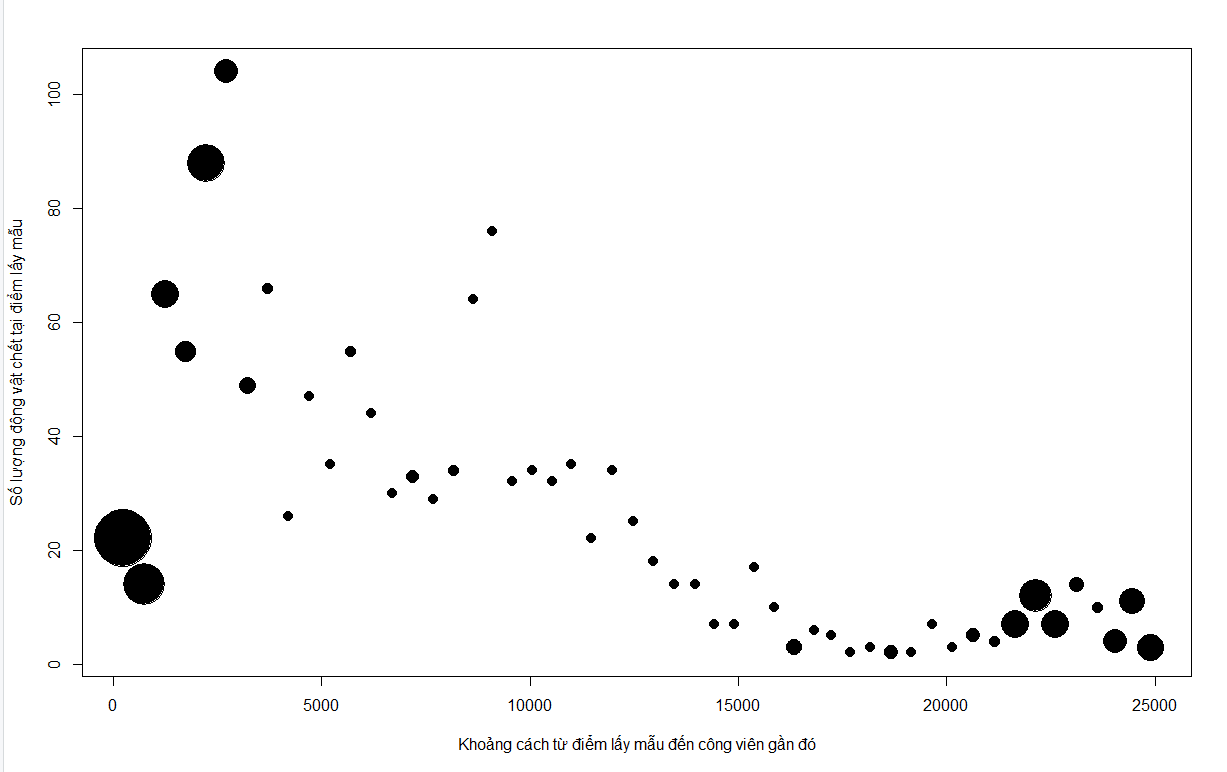 Số lượng động vật chết tại điểm lấy mẫu
100
80
60
40
20
0
0 5000 10000 15000 20000 25000
Khoảng cách từ điểm lấy mẫu đến công viên gần đó